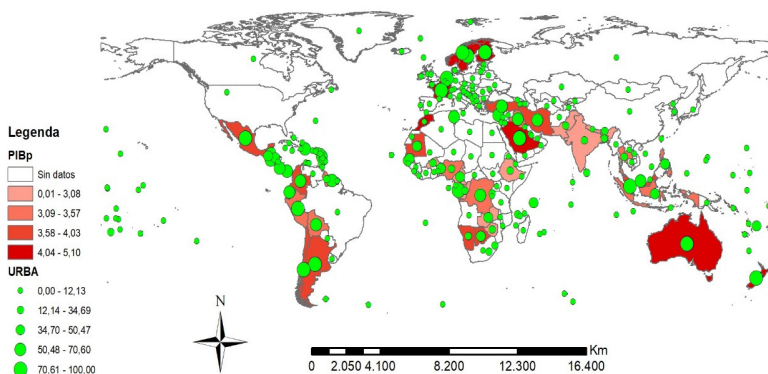 Legenda
PIBp
Sin datos
0,01 - 3,08
3,09 - 3,57
3,58 - 4,03
4,04 - 5,10
URBA
0,00 - 12,13
12,14 - 34,69
34,70 - 50,47
50,48 - 70,60
70,61 - 100,00
N
Km
0 2.050 4.100 8.200 12.300 16.400